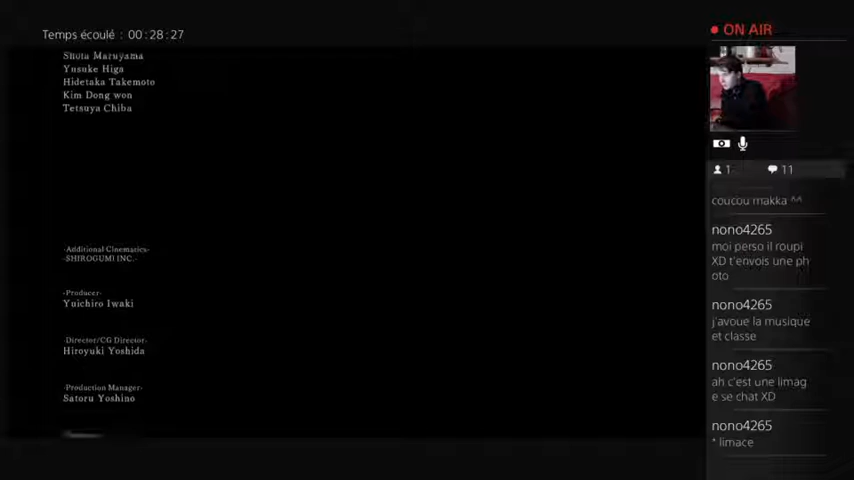 Temps écoulé : 00:28:27
ON AIR
Shota Maruyama
Yusuke Higa
Hidetaka Takemoto
Kim Dong won
Tetsuya Chiba
-Additional Cinematics-
-SHIROGUMI INC.-
-Producer-
Yuichiro Iwaki
-Director/CG Director-
Hiroyuki Yoshida
-Production Manager-
Satoru Yoshino
1
11
coucou makka ^^
nono4265
moi perso il roupi
XD t'envois une ph
oto
nono4265
j'avoue la musique
et classe
nono4265
ah c'est une limag
e se chat XD
nono4265
* limace